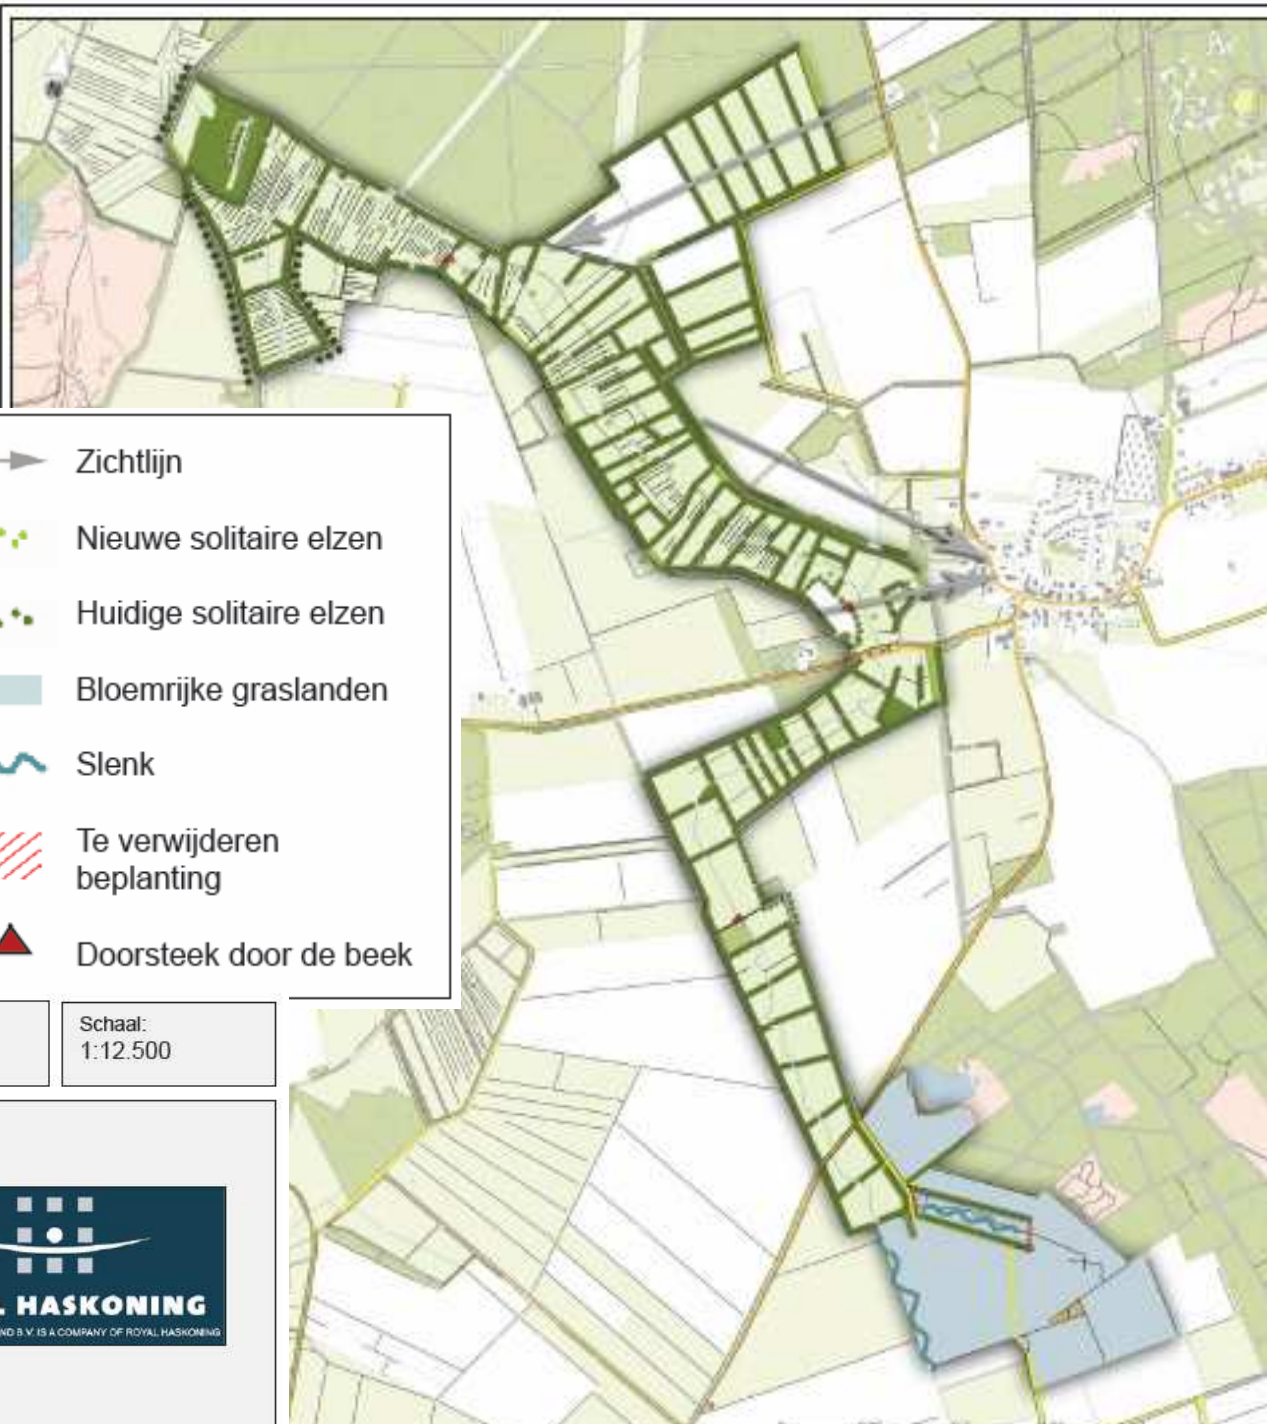 N
Zichtlijn
Nieuwe solitaire elzen
Huidige solitaire elzen
Bloemrijke graslanden
Slenk
Te verwijderen
beplanting
Doorsteek door de beek
Schaal:
1:12.500
HASKONING
B.V. IS A COMPANY OF ROYAL HASKONING